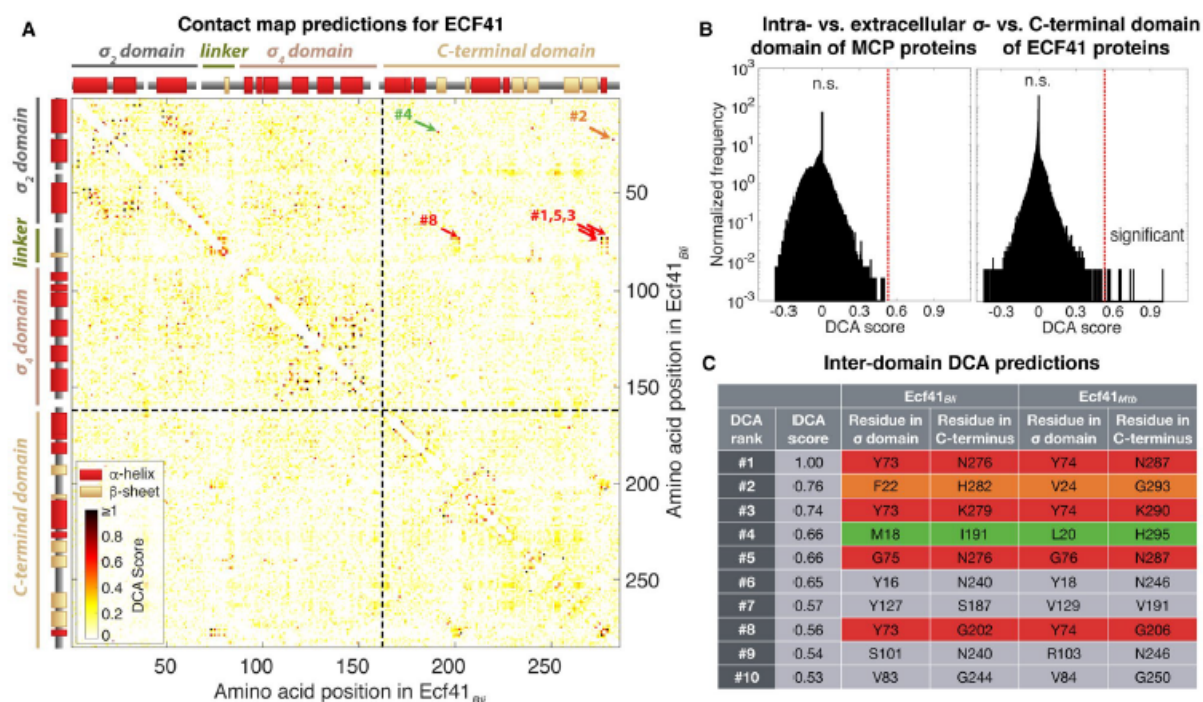 A
Contact map predictions for ECF41
σ2 domain
linker
σ4 domain
C-terminal domain
σ2 domain
linker
σ4 domain
C-terminal domain
#4
#2
#8
#1,5,3
50
100
150
200
250
Amino acid position in Ecf41Bli
α-helix
β-sheet
≥1
0.8
0.6
0.4
0.2
0
DCA Score
50
100
150
200
250
Amino acid position in Ecf41Bli
B
Intra- vs. extracellular
domain of MCP proteins
σ- vs. C-terminal domain
of ECF41 proteins
Normalized frequency
10^3
10^2
10^1
10^0
10^-1
10^-2
10^-3
n.s.
n.s.
significant
-0.3 0 0.3 0.6 0.9
-0.3 0 0.3 0.6 0.9
DCA score
DCA score
C
Inter-domain DCA predictions
Ecf41Bli Ecf41Mtb
DCA rank DCA score Residue in σ domain Residue in C-terminus Residue in σ domain Residue in C-terminus
#1 1.00 Y73 N276 Y74 N287
#2 0.76 F22 H282 V24 G293
#3 0.74 Y73 K279 Y74 K290
#4 0.66 M18 I191 L20 H295
#5 0.66 G75 N276 G76 N287
#6 0.65 Y16 N240 Y18 N246
#7 0.57 Y127 S187 V129 V191
#8 0.56 Y73 G202 Y74 G206
#9 0.54 S101 N240 R103 N246
#10 0.53 V83 G244 V84 G250